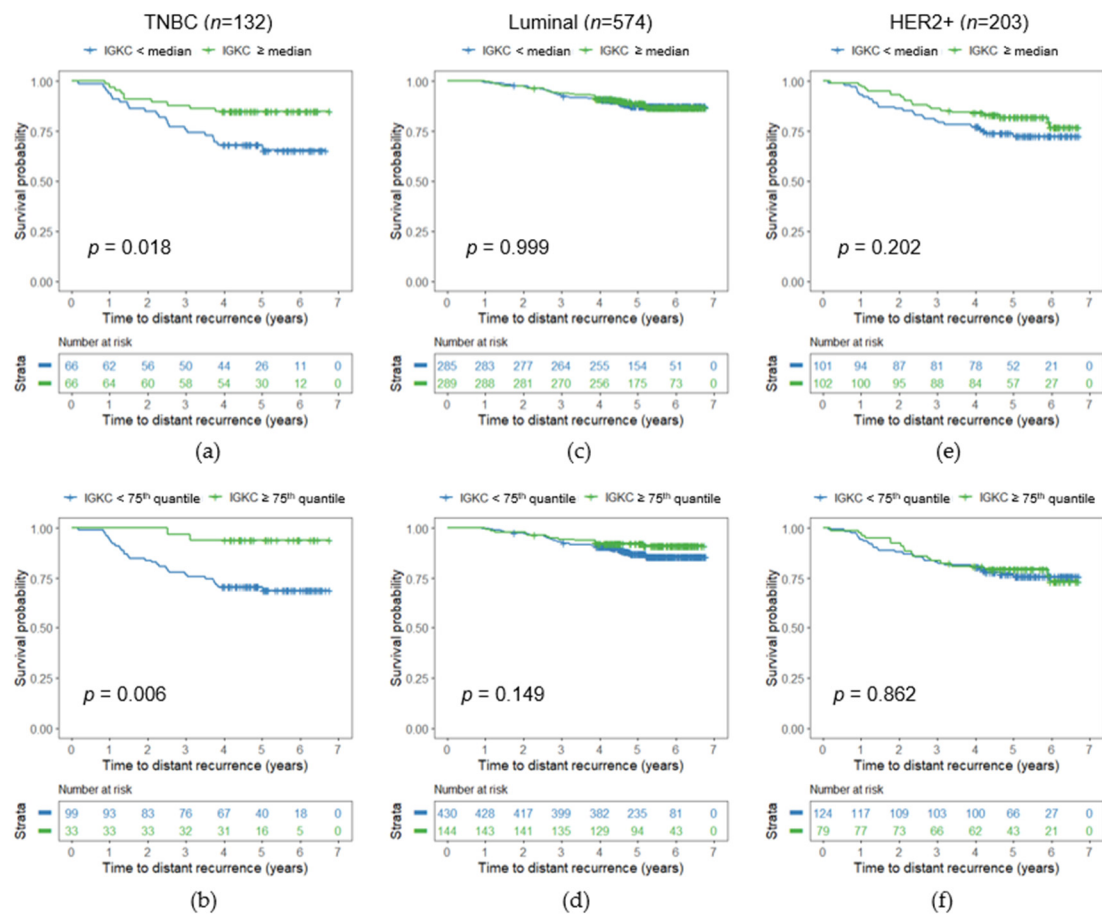 TNBC (n=132)
IGKC < median IGKC ≥ median
Survival probability
1.00
0.75
0.50
0.25
0.00
p = 0.018
0 1 2 3 4 5 6 7
Time to distant recurrence (years)
Number at risk
Strata
66 62 56 50 44 26 11 0
66 64 60 58 54 30 12 0
0 1 2 3 4 5 6 7
Time to distant recurrence (years)
(a)
Luminal (n=574)
IGKC < median IGKC ≥ median
Survival probability
1.00
0.75
0.50
0.25
0.00
p = 0.999
0 1 2 3 4 5 6 7
Time to distant recurrence (years)
Number at risk
Strata
285 283 277 264 255 154 51 0
289 288 281 270 256 175 73 0
0 1 2 3 4 5 6 7
Time to distant recurrence (years)
(c)
HER2+ (n=203)
IGKC < median IGKC ≥ median
Survival probability
1.00
0.75
0.50
0.25
0.00
p = 0.202
0 1 2 3 4 5 6 7
Time to distant recurrence (years)
Number at risk
Strata
101 94 87 81 78 52 21 0
102 100 95 88 84 57 27 0
0 1 2 3 4 5 6 7
Time to distant recurrence (years)
(e)
IGKC < 75th quantile IGKC ≥ 75th quantile
Survival probability
1.00
0.75
0.50
0.25
0.00
p = 0.006
0 1 2 3 4 5 6 7
Time to distant recurrence (years)
Number at risk
Strata
99 93 83 76 67 40 18 0
33 33 33 32 31 16 5 0
0 1 2 3 4 5 6 7
Time to distant recurrence (years)
(b)
IGKC < 75th quantile IGKC ≥ 75th quantile
Survival probability
1.00
0.75
0.50
0.25
0.00
p = 0.149
0 1 2 3 4 5 6 7
Time to distant recurrence (years)
Number at risk
Strata
430 428 417 399 382 235 81 0
144 143 141 135 129 94 43 0
0 1 2 3 4 5 6 7
Time to distant recurrence (years)
(d)
IGKC < 75th quantile IGKC ≥ 75th quantile
Survival probability
1.00
0.75
0.50
0.25
0.00
p = 0.862
0 1 2 3 4 5 6 7
Time to distant recurrence (years)
Number at risk
Strata
124 117 109 103 100 66 27 0
79 77 73 66 62 43 21 0
0 1 2 3 4 5 6 7
Time to distant recurrence (years)
(f)